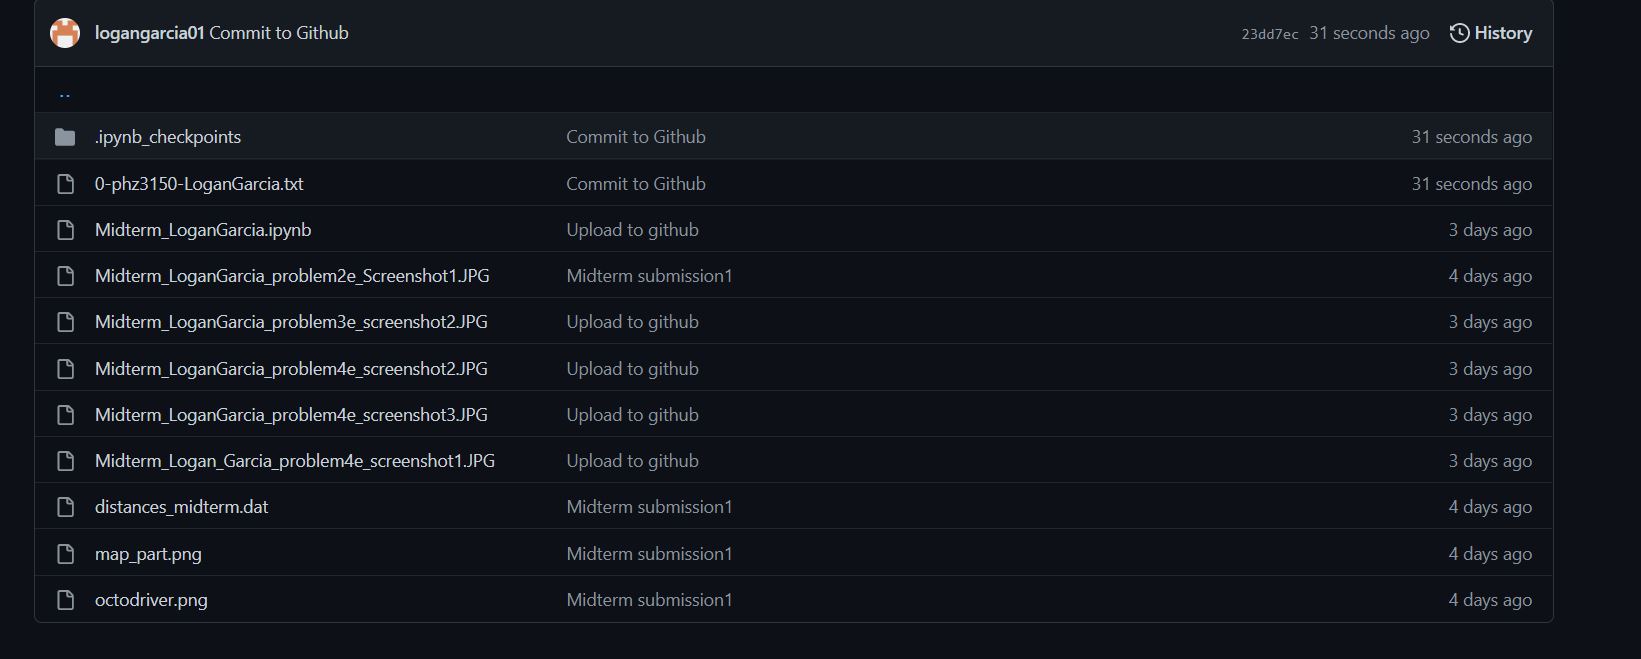 logangarcia01 Commit to Github 23dd7ec 31 seconds ago History
..
.ipynb_checkpoints Commit to Github 31 seconds ago
0-phz3150-LoganGarcia.txt Commit to Github 31 seconds ago
Midterm_LoganGarcia.ipynb Upload to github 3 days ago
Midterm_LoganGarcia_problem2e_Screenshot1.JPG Midterm submission1 4 days ago
Midterm_LoganGarcia_problem3e_screenshot2.JPG Upload to github 3 days ago
Midterm_LoganGarcia_problem4e_screenshot2.JPG Upload to github 3 days ago
Midterm_LoganGarcia_problem4e_screenshot3.JPG Upload to github 3 days ago
Midterm_Logan_Garcia_problem4e_screenshot1.JPG Upload to github 3 days ago
distances_midterm.dat Midterm submission1 4 days ago
map_part.png Midterm submission1 4 days ago
octodriver.png Midterm submission1 4 days ago